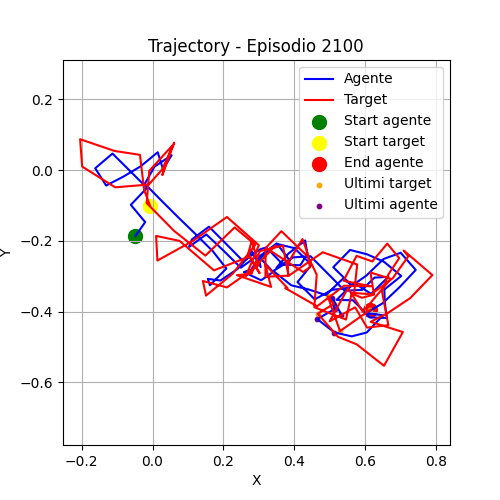 Trajectory - Episodio 2100
Agente
Target
Start agente
Start target
End agente
Ultimi target
Ultimi agente
0.2
0.0
−0.2
−0.4
−0.6
Y
−0.2
0.0
0.2
0.4
0.6
0.8
X